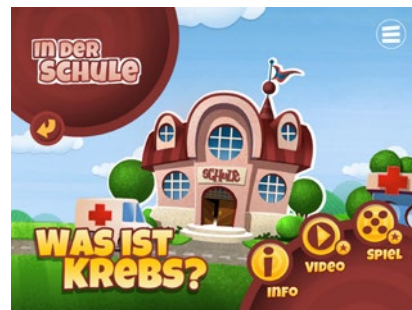 IN DER
SCHULE
SCHULE
WAS IST
KREBS?
INFO
VIDEO
SPIEL